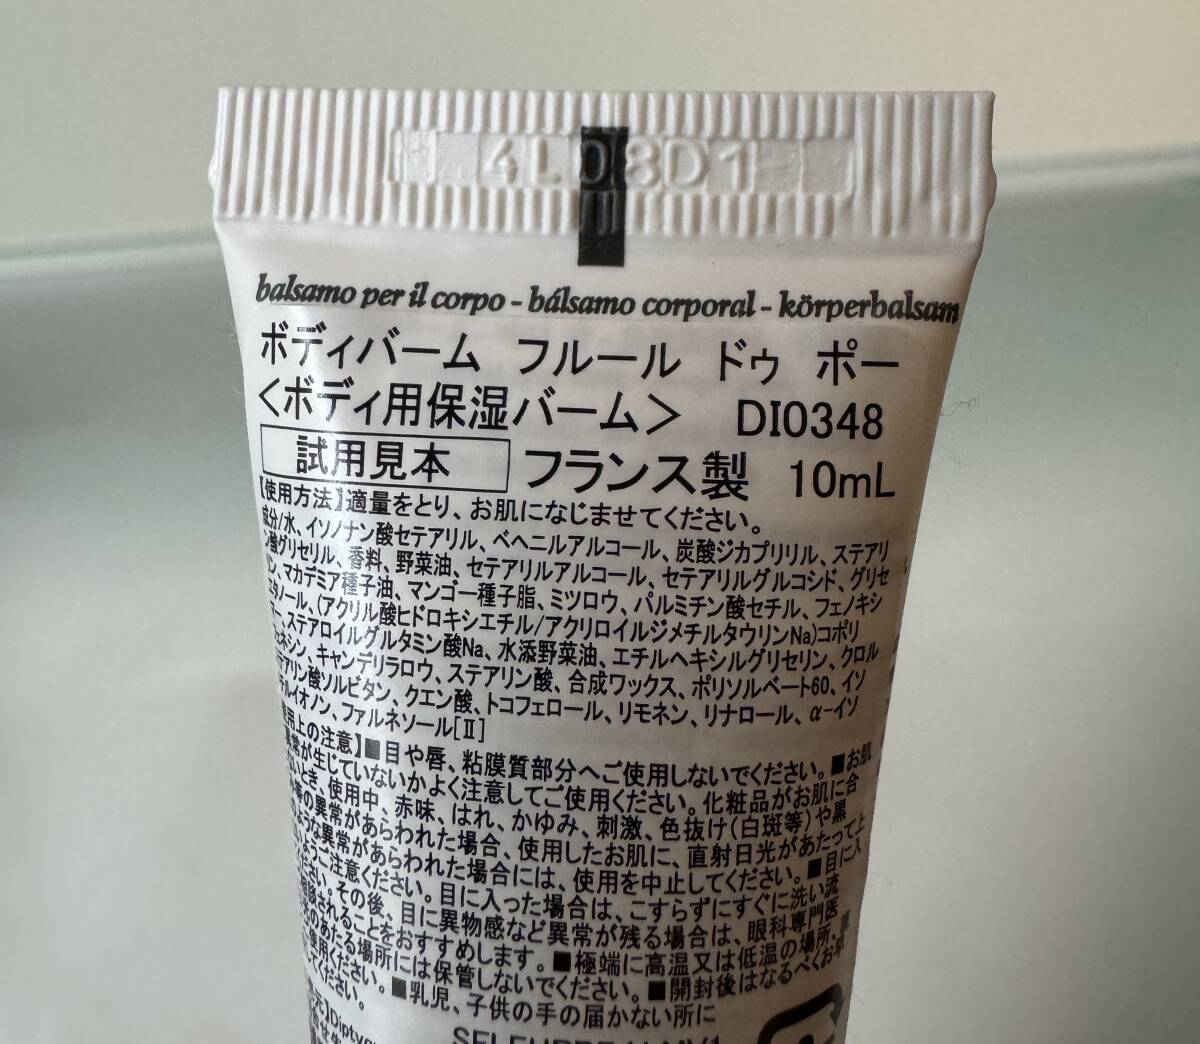 4L08D1
balsamo per il corpo - bálsamo corporal - körperbalsam
ボディバーム フルール ドゥ ポー
＜ボディ用保湿バーム＞ DI0348
試用見本 フランス製 10mL
【使用方法】適量をとり、お肌になじませてください。
成分/水、イソノナン酸セテアリル、ベヘニルアルコール、炭酸ジカプリリル、ステアリ
ン酸グリセリル、香料、野菜油、セテアリルアルコール、セテアリルグルコシド、グリセ
リン、マカデミア種子油、マンゴー種子脂、ミツロウ、パルミチン酸セチル、フェノキシ
エタノール、(アクリル酸ヒドロキシエチル/アクリロイルジメチルタウリンNa)コポリ
マー、ステアロイルグルタミン酸Na、水添野菜油、エチルヘキシルグリセリン、クロル
フェネシン、キャンデリラロウ、ステアリン酸、合成ワックス、ポリソルベート60、イソ
ステアリン酸ソルビタン、クエン酸、トコフェロール、リモネン、リナロール、α-イソ
メチルイオノン、ファルネソール[Ⅱ]
使用上の注意】■目や唇、粘膜質部分へご使用しないでください。■お肌
異常が生じていないかよく注意してご使用ください。化粧品がお肌に合
ないとき、使用中、赤味、はれ、かゆみ、刺激、色抜け(白斑等)や黒
等の異常があらわれた場合、使用したお肌に、直射日光があたって上
のような異常があらわれた場合には、使用を中止してください。■目に入
ようご注意ください。目に入った場合は、こすらずにすぐに洗い流
ください。その後、目に異物感など異常が残る場合は、眼科専門医
相談されることをおすすめします。■極端に高温又は低温の場所、直
光のあたる場所には保管しないでください。■開封後はなるべくお早
ご使用ください。■乳児、子供の手の届かない所に
してください。
元】Diptyq